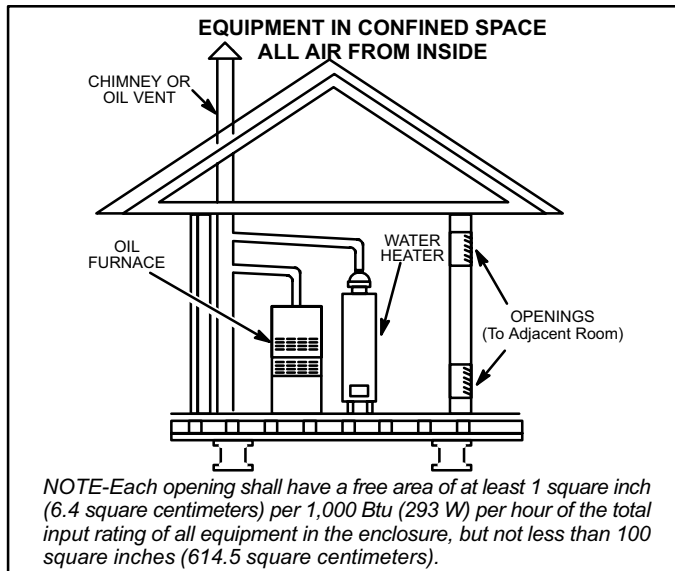 EQUIPMENT IN CONFINED SPACE
ALL AIR FROM INSIDE
CHIMNEY OR
OIL VENT
OIL
FURNACE
WATER
HEATER
OPENINGS
(To Adjacent Room)
NOTE-Each opening shall have a free area of at least 1 square inch
(6.4 square centimeters) per 1,000 Btu (293 W) per hour of the total
input rating of all equipment in the enclosure, but not less than 100
square inches (614.5 square centimeters).